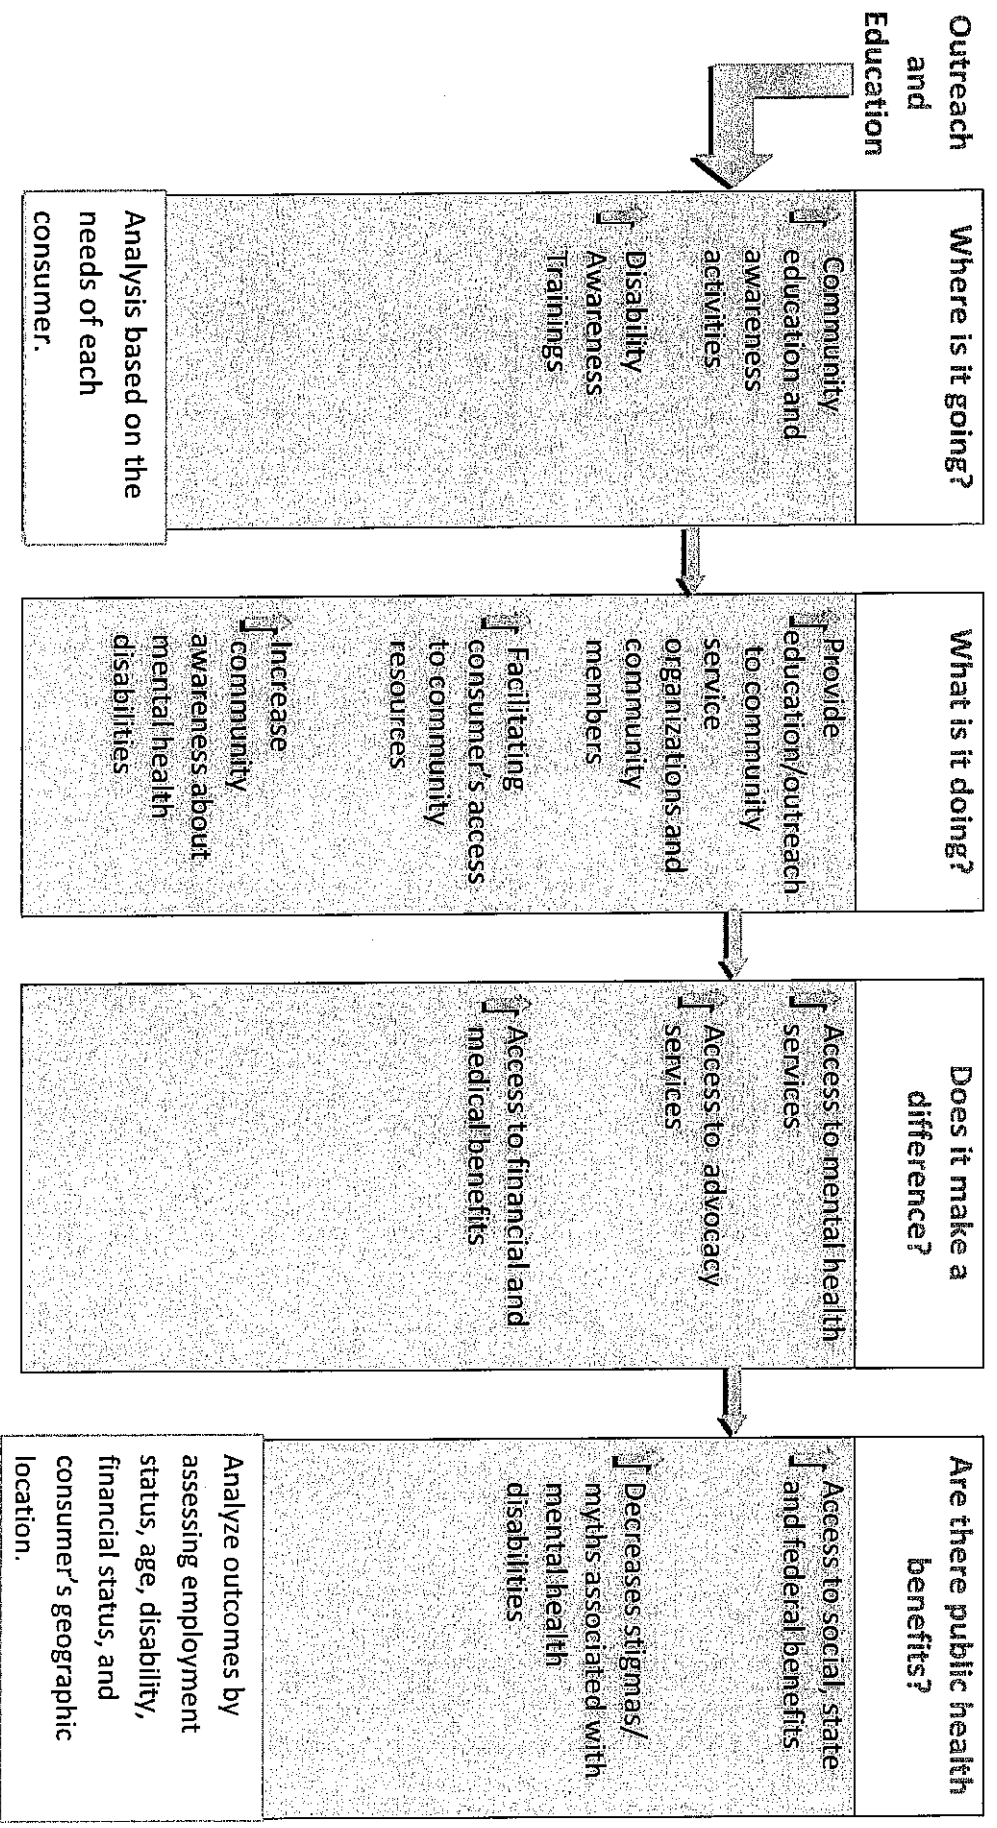 Outreach
and
Education
Where is it going?
Community
education and
awareness
activities
Disability
Awareness
Trainings
Analysis based on the
needs of each
consumer.
What is it doing?
Provide
education/outreach
to community
service
organizations and
community
members
Facilitating
consumer's access
to community
resources
Increase
community
awareness about
mental health
disabilities
Does it make a
difference?
Access to mental health
services
Access to advocacy
services
Access to financial and
medical benefits
Are there public health
benefits?
Access to social, state
and federal benefits
Decreases stigmas/
myths associated with
mental health
disabilities
Analyze outcomes by
assessing employment
status, age, disability,
financial status, and
consumer's geographic
location.